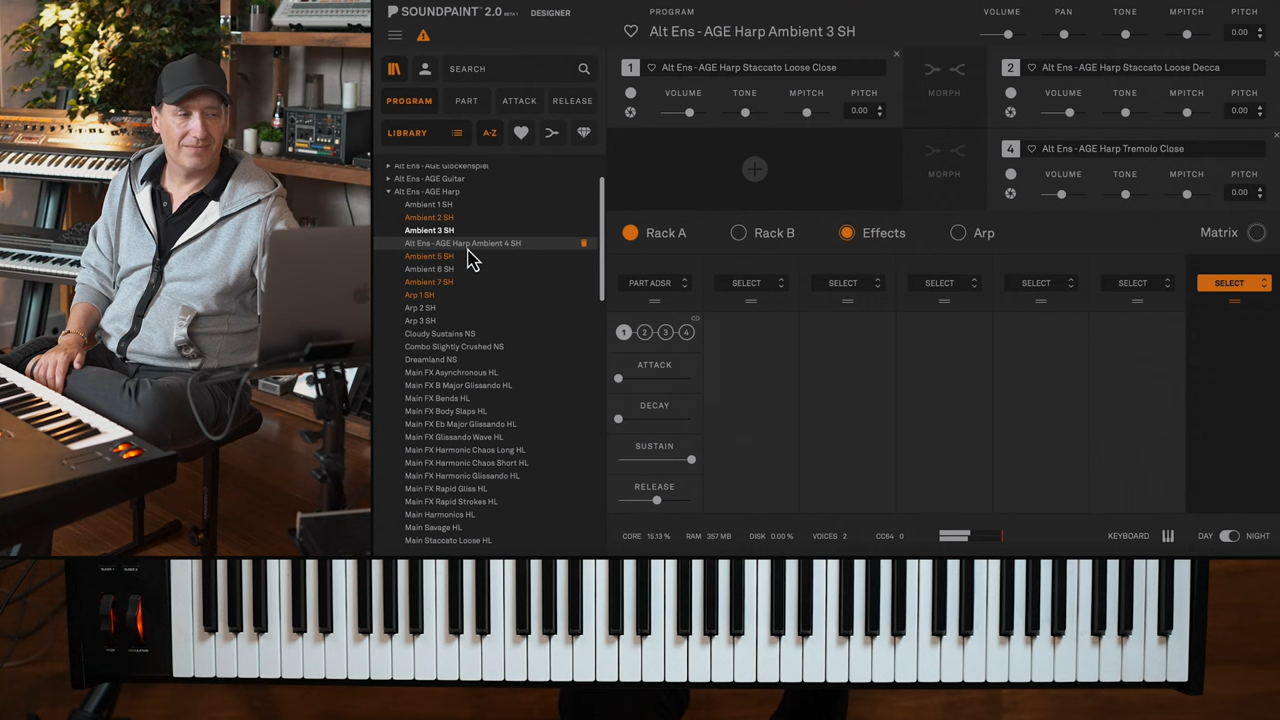 SOUNDPAINT 2.0 BETA 1 DESIGNER
SEARCH
PROGRAM PART ATTACK RELEASE
LIBRARY A-Z
Alt Ens - AGE Glockenspiel
Alt Ens - AGE Guitar
Alt Ens - AGE Harp
Ambient 1 SH
Ambient 2 SH
Ambient 3 SH
Alt Ens - AGE Harp Ambient 4 SH
Ambient 5 SH
Ambient 6 SH
Ambient 7 SH
Arp 1 SH
Arp 2 SH
Arp 3 SH
Cloudy Sustains NS
Combo Slightly Crushed NS
Dreamland NS
Main FX Asynchronous HL
Main FX B Major Glissando HL
Main FX Bends HL
Main FX Body Slaps HL
Main FX Eb Major Glissando HL
Main FX Glissando Wave HL
Main FX Harmonic Chaos Long HL
Main FX Harmonic Chaos Short HL
Main FX Harmonic Glissando HL
Main FX Rapid Gliss HL
Main FX Rapid Strokes HL
Main Harmonics HL
Main Savage HL
Main Staccato Loose HL
PROGRAM
Alt Ens - AGE Harp Ambient 3 SH
VOLUME PAN TONE MPITCH PITCH
0.00
1 Alt Ens - AGE Harp Staccato Loose Close
VOLUME TONE MPITCH PITCH
0.00
MORPH
2 Alt Ens - AGE Harp Staccato Loose Decca
VOLUME TONE MPITCH PITCH
0.00
MORPH
4 Alt Ens - AGE Harp Tremolo Close
VOLUME TONE MPITCH PITCH
0.00
Rack A Rack B Effects Arp Matrix
PART ADSR SELECT SELECT SELECT SELECT SELECT SELECT
1 2 3 4
ATTACK
DECAY
SUSTAIN
RELEASE
CORE 15.13 % RAM 357 MB DISK 0.00 % VOICES 2 CC64 0 KEYBOARD DAY NIGHT
SLIDER 1 SLIDER 2
PITCH MODULATION